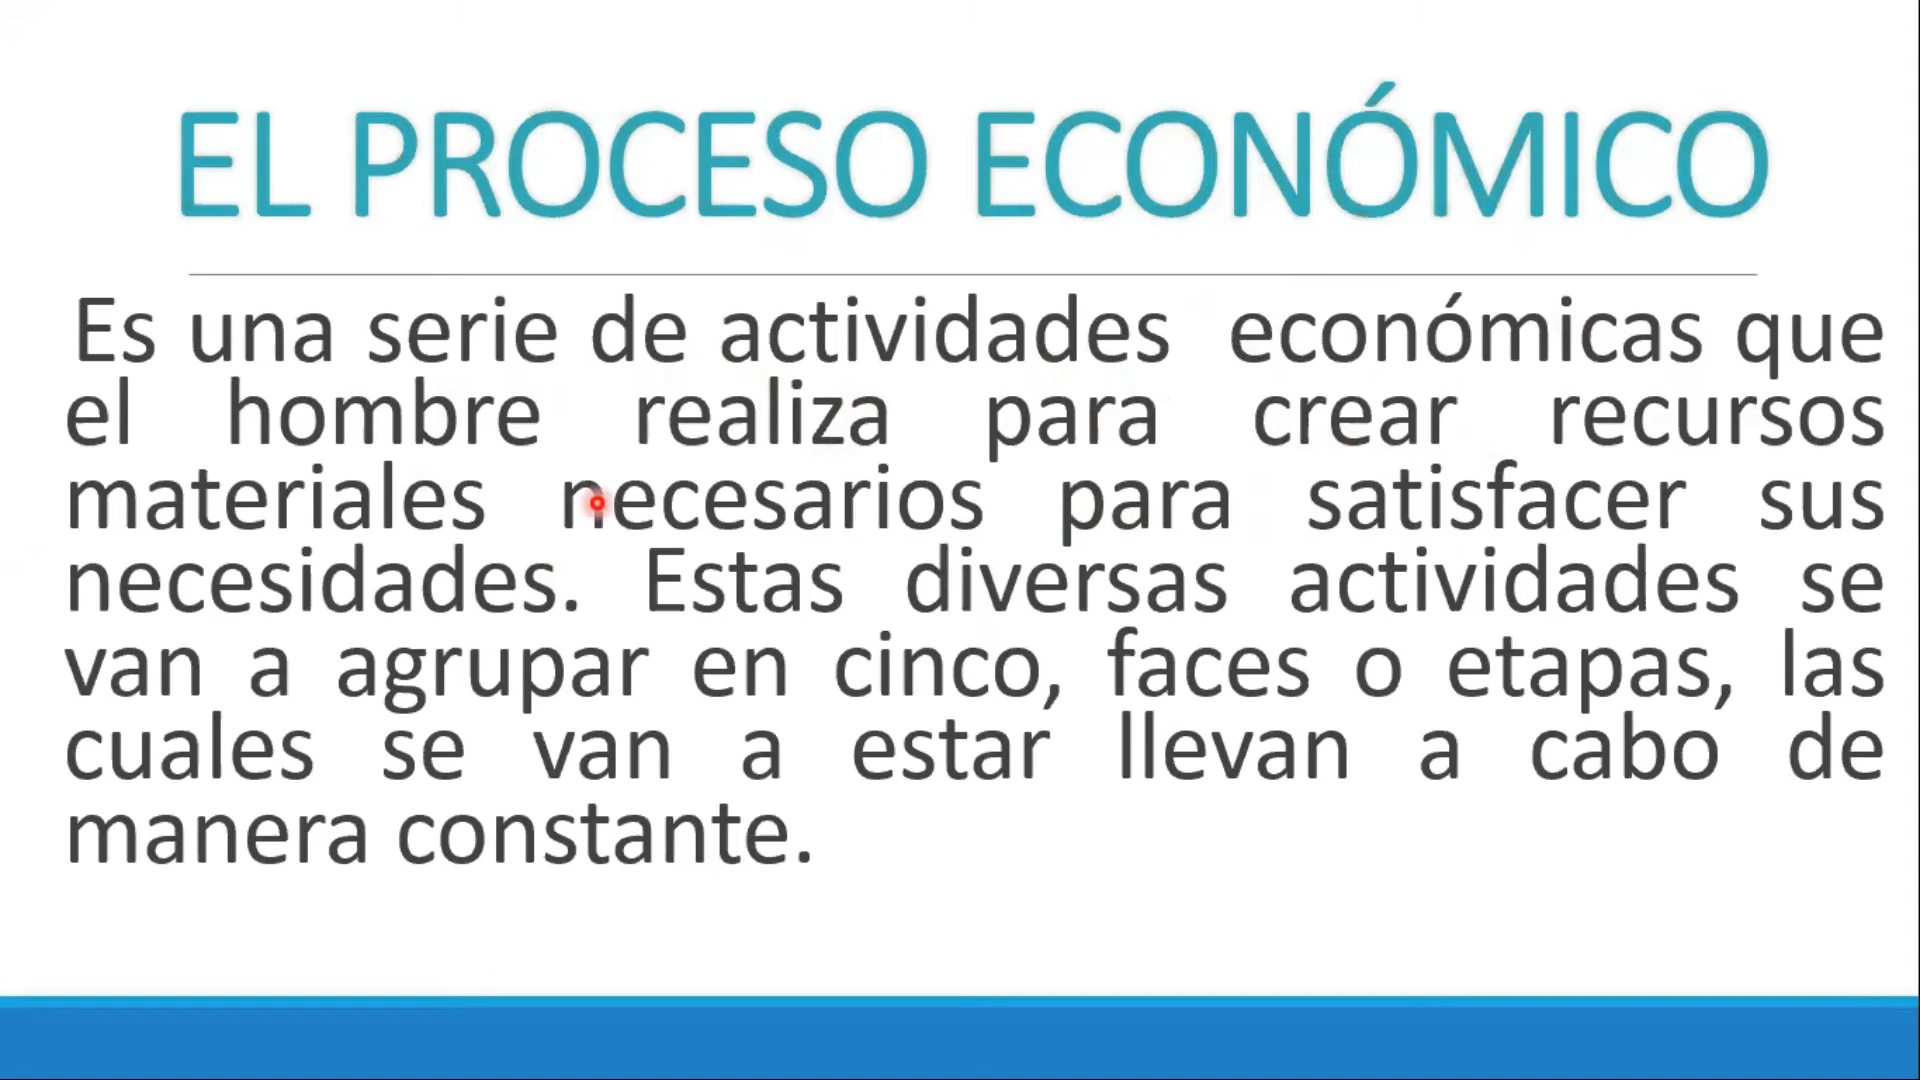 EL PROCESO ECONÓMICO
Es una serie de actividades económicas que
el hombre realiza para crear recursos
materiales necesarios para satisfacer sus
necesidades. Estas diversas actividades se
van a agrupar en cinco, faces o etapas, las
cuales se van a estar llevan a cabo de
manera constante.